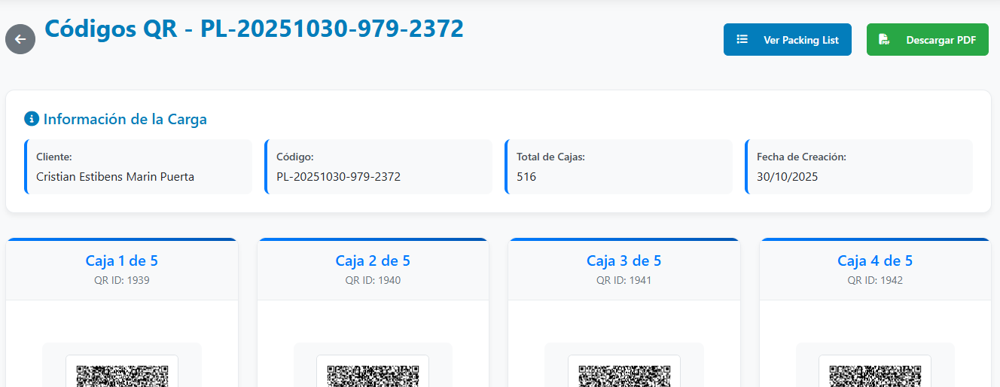 Códigos QR - PL-20251030-979-2372
Ver Packing List
Descargar PDF
Información de la Carga
Cliente:
Cristian Estibens Marin Puerta
Código:
PL-20251030-979-2372
Total de Cajas:
516
Fecha de Creación:
30/10/2025
Caja 1 de 5
QR ID: 1939
Caja 2 de 5
QR ID: 1940
Caja 3 de 5
QR ID: 1941
Caja 4 de 5
QR ID: 1942